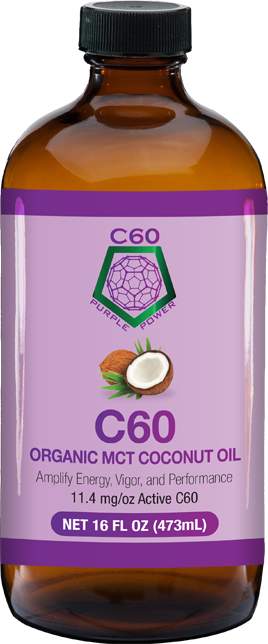 C60
PURPLE POWER
C60
ORGANIC MCT COCONUT OIL
Amplify Energy, Vigor, and Performance
11.4 mg/oz Active C60
NET 16 FL OZ (473mL)